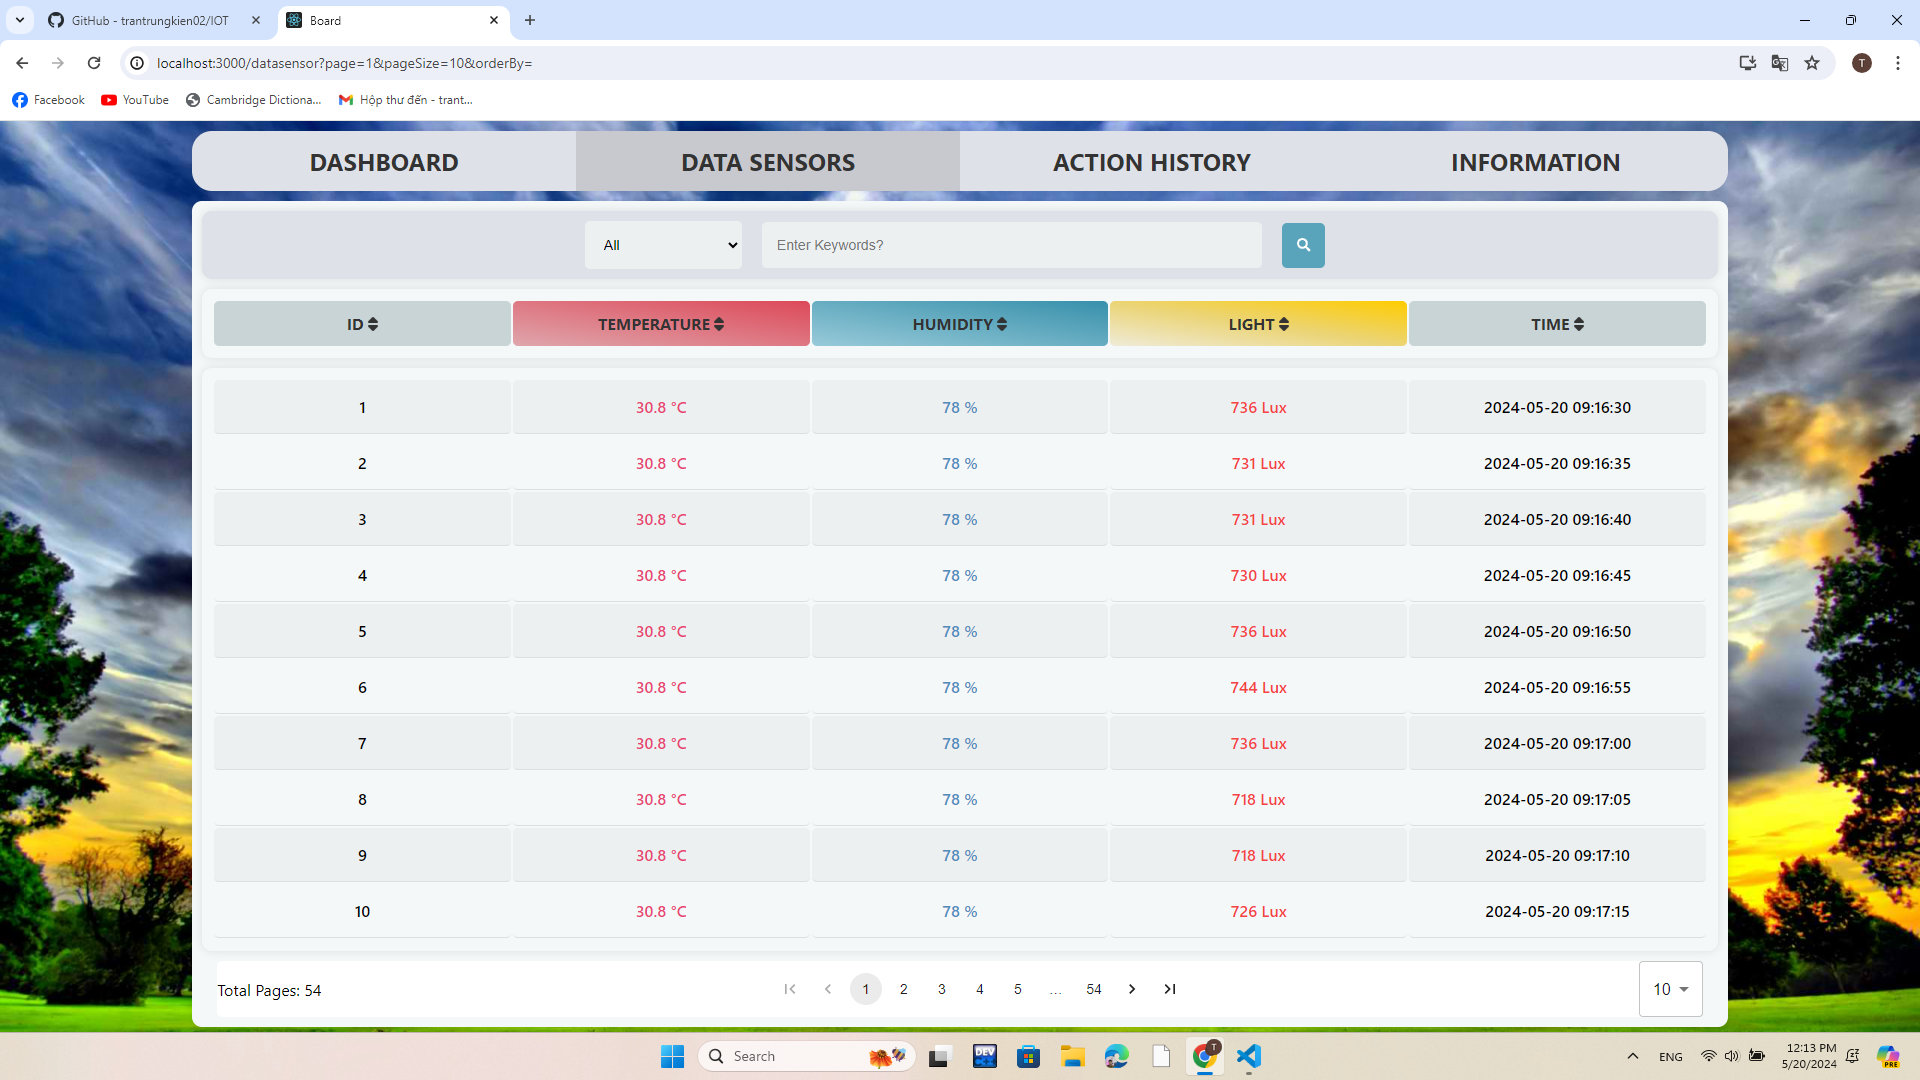 GitHub - trantrungkien02/IOT
Board
localhost:3000/datasensor?page=1&pageSize=10&orderBy=
T
Facebook
YouTube
Cambridge Dictiona...
Hộp thư đến - trant...
DASHBOARD
DATA SENSORS
ACTION HISTORY
INFORMATION
All
Enter Keywords?
ID
TEMPERATURE
HUMIDITY
LIGHT
TIME
1 30.8 °C 78 % 736 Lux 2024-05-20 09:16:30
2 30.8 °C 78 % 731 Lux 2024-05-20 09:16:35
3 30.8 °C 78 % 731 Lux 2024-05-20 09:16:40
4 30.8 °C 78 % 730 Lux 2024-05-20 09:16:45
5 30.8 °C 78 % 736 Lux 2024-05-20 09:16:50
6 30.8 °C 78 % 744 Lux 2024-05-20 09:16:55
7 30.8 °C 78 % 736 Lux 2024-05-20 09:17:00
8 30.8 °C 78 % 718 Lux 2024-05-20 09:17:05
9 30.8 °C 78 % 718 Lux 2024-05-20 09:17:10
10 30.8 °C 78 % 726 Lux 2024-05-20 09:17:15
Total Pages: 54
1 2 3 4 5 ... 54
10
Search
DEV
T
ENG
12:13 PM
5/20/2024
PRE